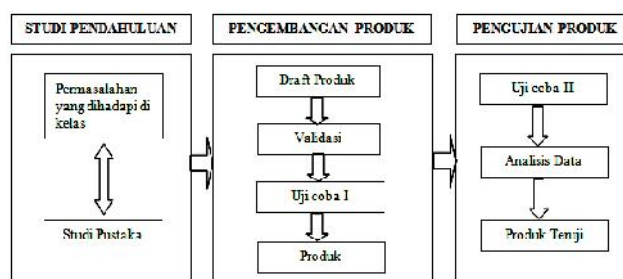 STUDI PENDAHULUAN
Permasalahan
yang dihadapi di
kelas
Studi Pustaka
PENGEMBANGAN PRODUK
Draft Produk
Validasi
Uji coba I
Produk
PENGUJIAN PRODUK
Uji coba II
Analisis Data
Produk Teruji